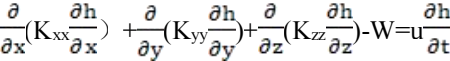 ∂/∂x(Kxx ∂h/∂x) +∂/∂y(Kyy ∂h/∂y)+∂/∂z(Kzz ∂h/∂z)-W=u ∂h/∂t